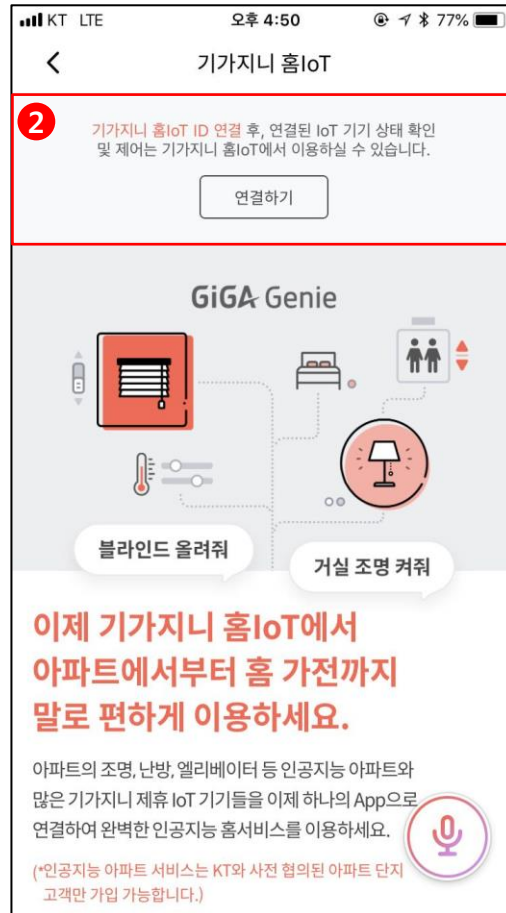 KT LTE 오후 4:50 77%
기가지니 홈IoT
2
기가지니 홈IoT ID 연결 후, 연결된 IoT 기기 상태 확인
및 제어는 기가지니 홈IoT에서 이용하실 수 있습니다.
연결하기
GiGA Genie
블라인드 올려줘
거실 조명 켜줘
이제 기가지니 홈IoT에서
아파트에서부터 홈 가전까지
말로 편하게 이용하세요.
아파트의 조명, 난방, 엘리베이터 등 인공지능 아파트와
많은 기가지니 제휴 IoT 기기들을 이제 하나의 App으로
연결하여 완벽한 인공지능 홈서비스를 이용하세요.
(*인공지능 아파트 서비스는 KT와 사전 협의된 아파트 단지
고객만 가입 가능합니다.)